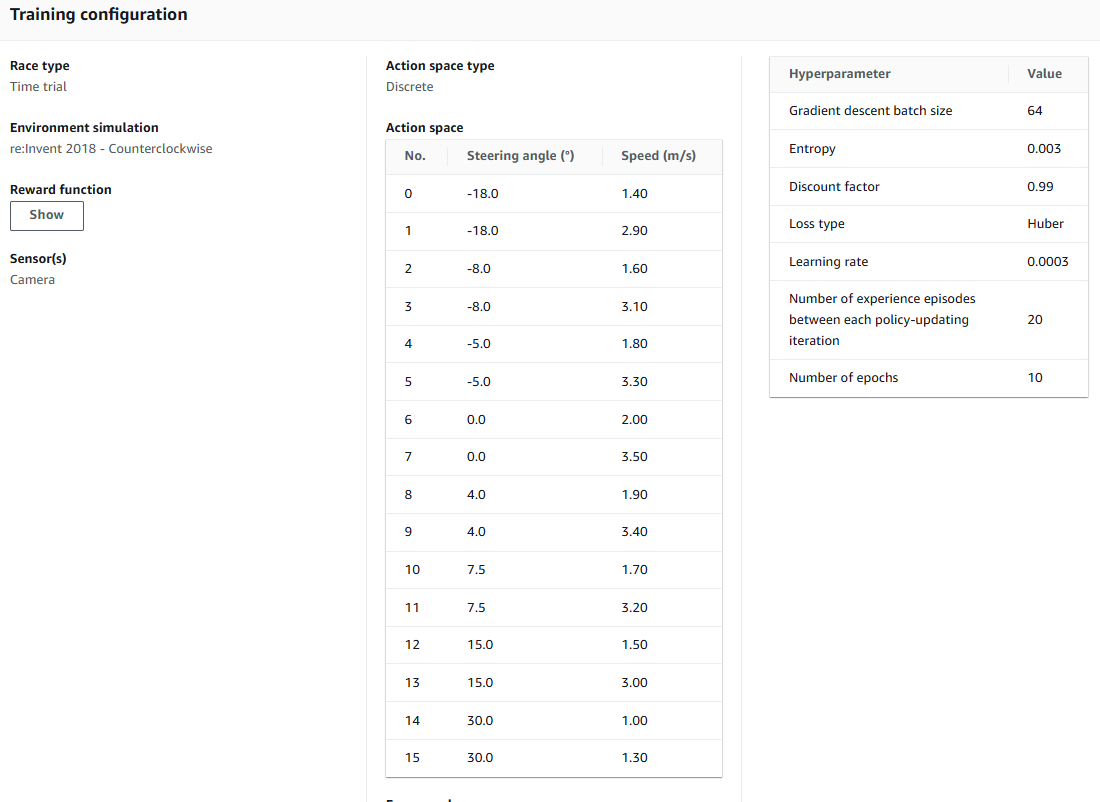 Training configuration
Race type
Time trial
Environment simulation
re:Invent 2018 - Counterclockwise
Reward function
Show
Sensor(s)
Camera
Action space type
Discrete
Action space
No. Steering angle (°) Speed (m/s)
0 -18.0 1.40
1 -18.0 2.90
2 -8.0 1.60
3 -8.0 3.10
4 -5.0 1.80
5 -5.0 3.30
6 0.0 2.00
7 0.0 3.50
8 4.0 1.90
9 4.0 3.40
10 7.5 1.70
11 7.5 3.20
12 15.0 1.50
13 15.0 3.00
14 30.0 1.00
15 30.0 1.30
Hyperparameter Value
Gradient descent batch size 64
Entropy 0.003
Discount factor 0.99
Loss type Huber
Learning rate 0.0003
Number of experience episodes
between each policy-updating 20
iteration
Number of epochs 10